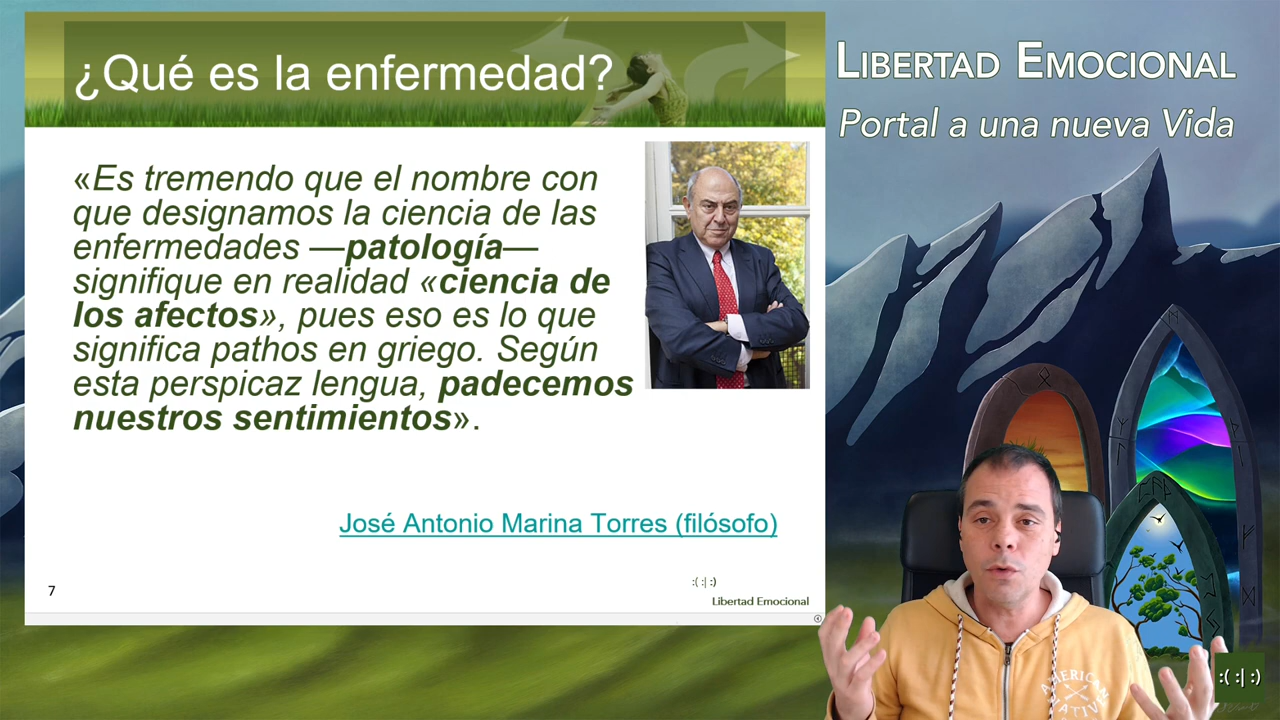 ¿Qué es la enfermedad?
«Es tremendo que el nombre con
que designamos la ciencia de las
enfermedades —patología—
signifique en realidad «ciencia de
los afectos», pues eso es lo que
significa pathos en griego. Según
esta perspicaz lengua, padecemos
nuestros sentimientos».
José Antonio Marina Torres (filósofo)
7
:( :| :)
Libertad Emocional
LIBERTAD EMOCIONAL
Portal a una nueva Vida
AMERICAN
NATIVE
:( :| :)